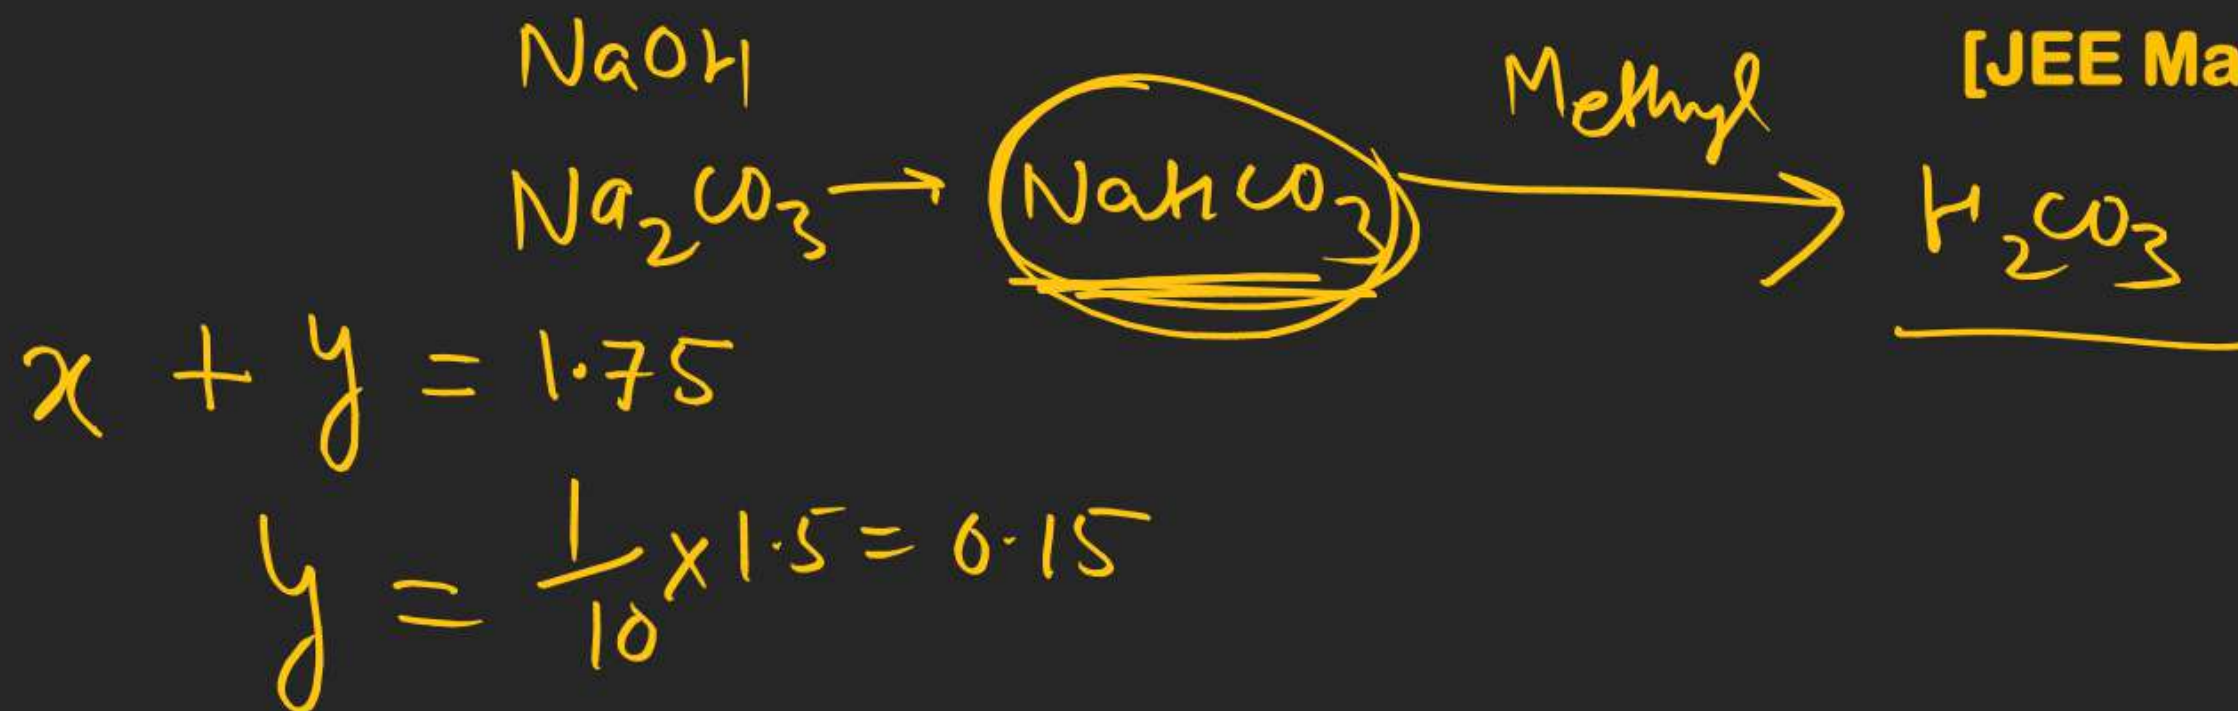 NaOH
[JEE Ma
Na₂CO₃ → NaHCO₃ Methyl → H₂CO₃
x + y = 1.75
y = 1/10 × 1.5 = 0.15